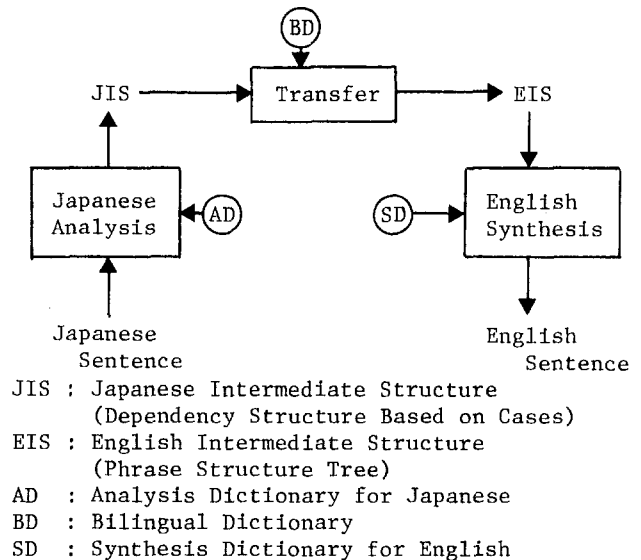 BD
JIS
Transfer
EIS
Japanese
Analysis
AD
SD
English
Synthesis
Japanese
Sentence
English
Sentence
JIS : Japanese Intermediate Structure
(Dependency Structure Based on Cases)
EIS : English Intermediate Structure
(Phrase Structure Tree)
AD : Analysis Dictionary for Japanese
BD : Bilingual Dictionary
SD : Synthesis Dictionary for English